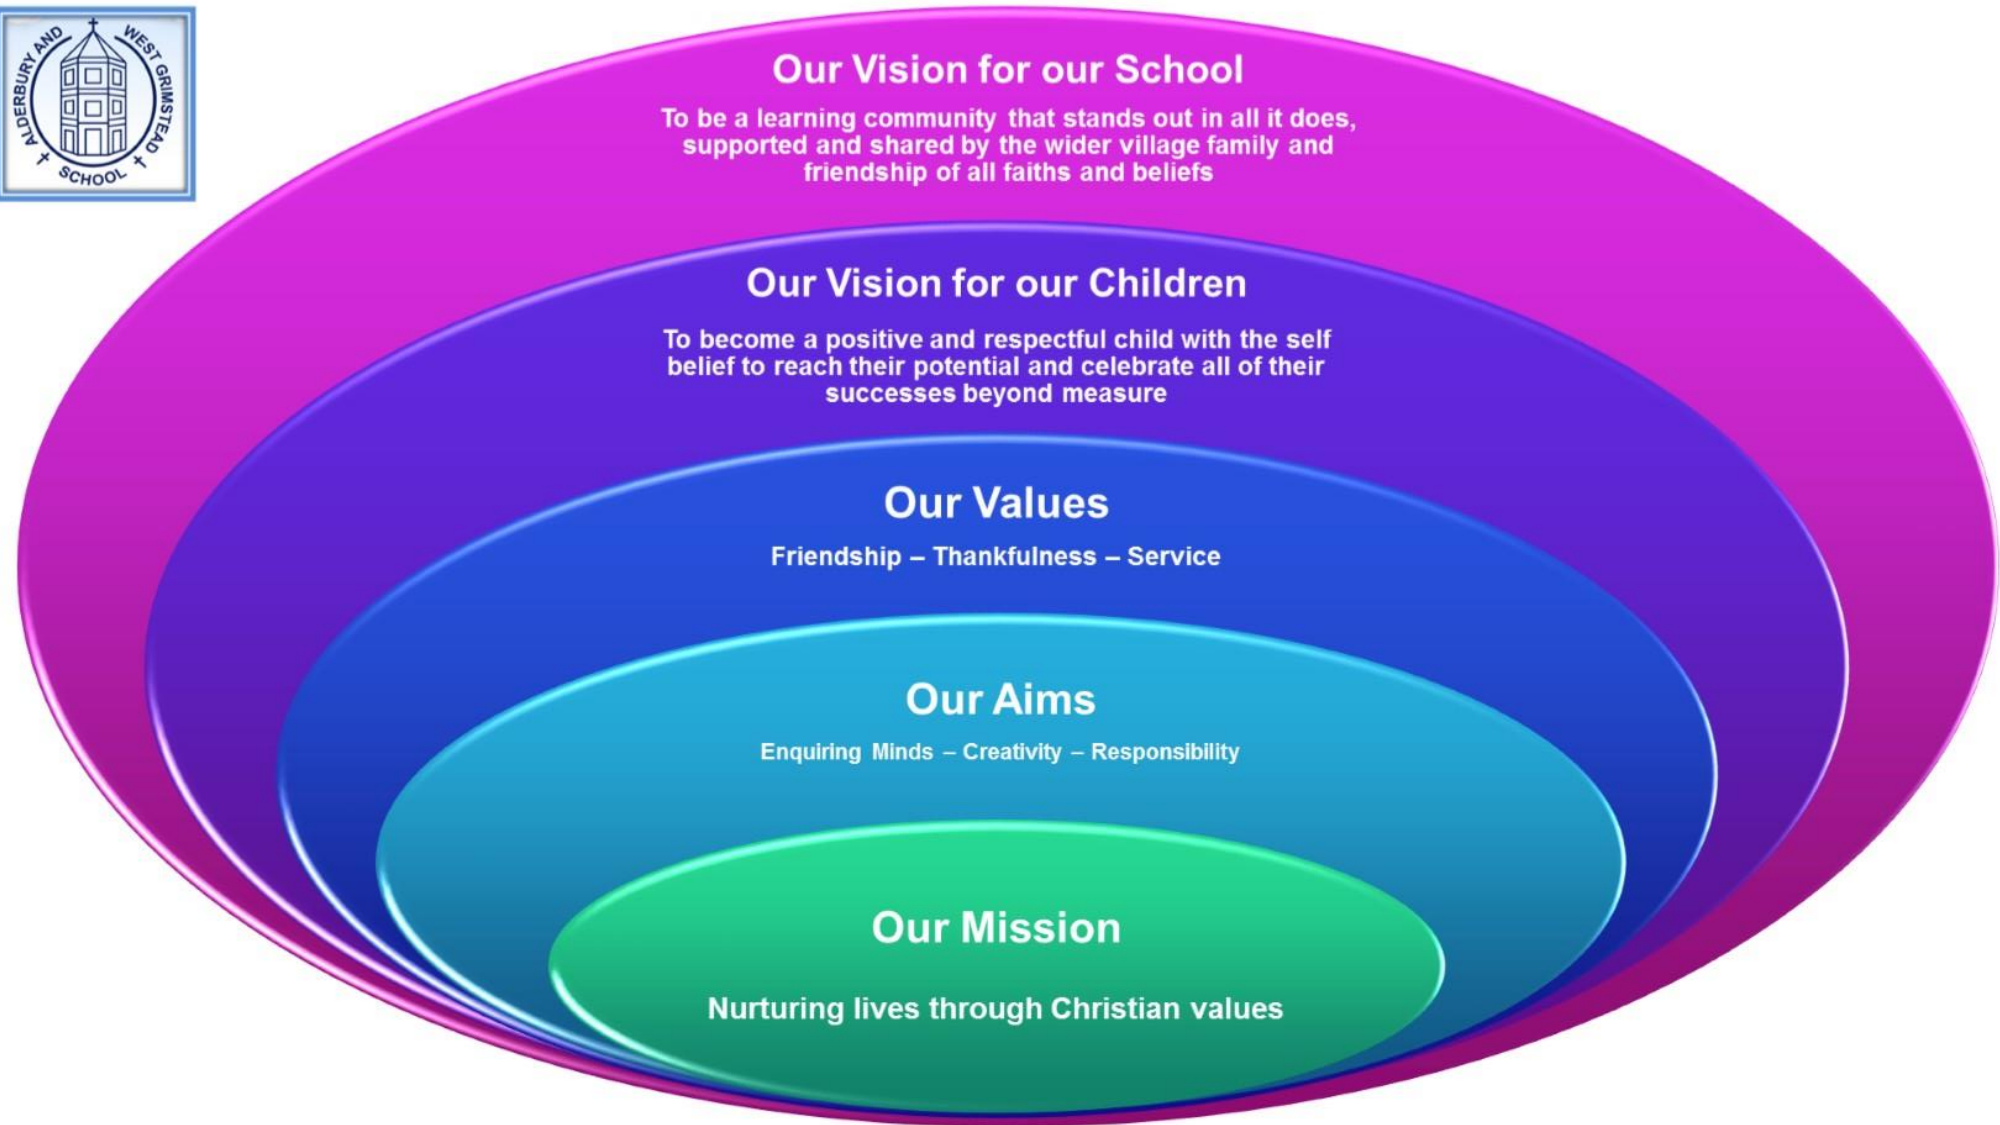 ALDERBURY AND
WEST GRIMSTEAD
SCHOOL
Our Vision for our School
To be a learning community that stands out in all it does,
supported and shared by the wider village family and
friendship of all faiths and beliefs
Our Vision for our Children
To become a positive and respectful child with the self
belief to reach their potential and celebrate all of their
successes beyond measure
Our Values
Friendship – Thankfulness – Service
Our Aims
Enquiring Minds – Creativity – Responsibility
Our Mission
Nurturing lives through Christian values